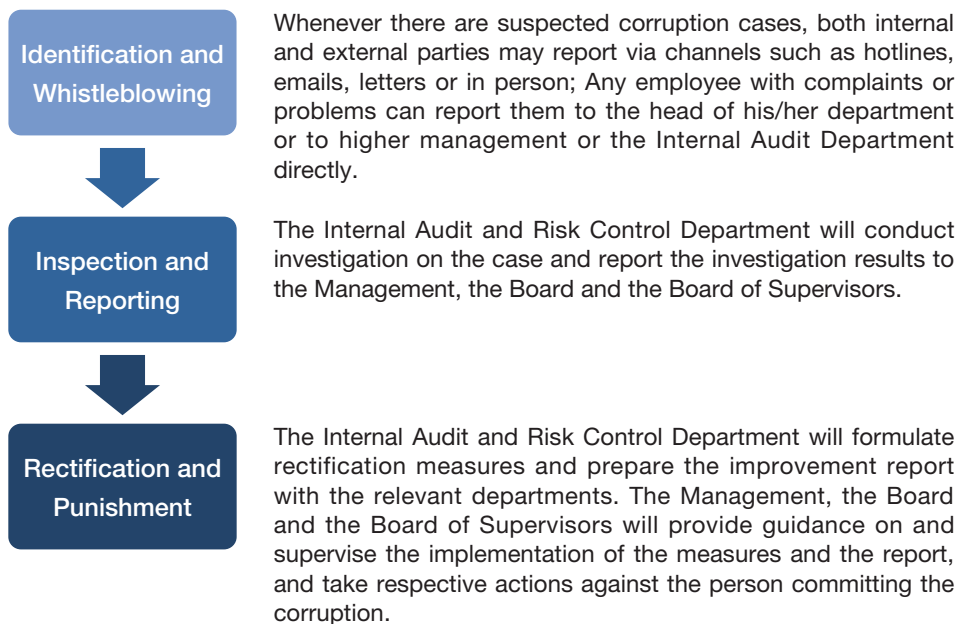 Identification and
Whistleblowing
Whenever there are suspected corruption cases, both internal
and external parties may report via channels such as hotlines,
emails, letters or in person; Any employee with complaints or
problems can report them to the head of his/her department
or to higher management or the Internal Audit Department
directly.
Inspection and
Reporting
The Internal Audit and Risk Control Department will conduct
investigation on the case and report the investigation results to
the Management, the Board and the Board of Supervisors.
Rectification and
Punishment
The Internal Audit and Risk Control Department will formulate
rectification measures and prepare the improvement report
with the relevant departments. The Management, the Board
and the Board of Supervisors will provide guidance on and
supervise the implementation of the measures and the report,
and take respective actions against the person committing the
corruption.